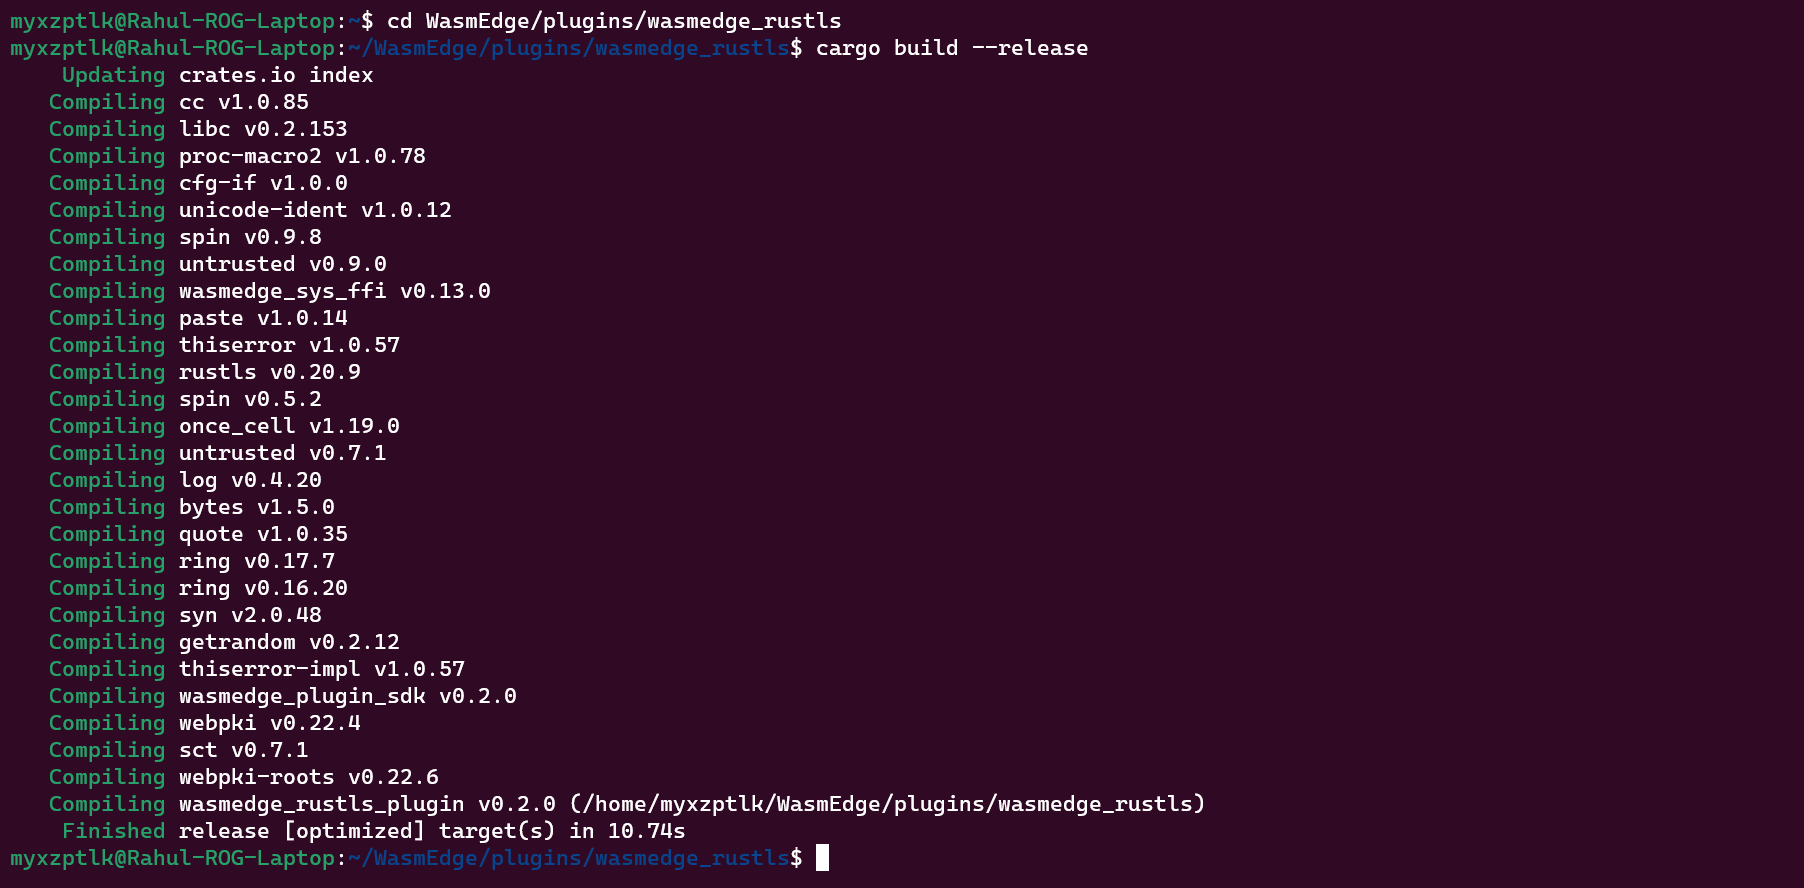 myxzptlk@Rahul-ROG-Laptop:~$ cd WasmEdge/plugins/wasmedge_rustls
myxzptlk@Rahul-ROG-Laptop:~/WasmEdge/plugins/wasmedge_rustls$ cargo build --release
Updating crates.io index
Compiling cc v1.0.85
Compiling libc v0.2.153
Compiling proc-macro2 v1.0.78
Compiling cfg-if v1.0.0
Compiling unicode-ident v1.0.12
Compiling spin v0.9.8
Compiling untrusted v0.9.0
Compiling wasmedge_sys_ffi v0.13.0
Compiling paste v1.0.14
Compiling thiserror v1.0.57
Compiling rustls v0.20.9
Compiling spin v0.5.2
Compiling once_cell v1.19.0
Compiling untrusted v0.7.1
Compiling log v0.4.20
Compiling bytes v1.5.0
Compiling quote v1.0.35
Compiling ring v0.17.7
Compiling ring v0.16.20
Compiling syn v2.0.48
Compiling getrandom v0.2.12
Compiling thiserror-impl v1.0.57
Compiling wasmedge_plugin_sdk v0.2.0
Compiling webpki v0.22.4
Compiling sct v0.7.1
Compiling webpki-roots v0.22.6
Compiling wasmedge_rustls_plugin v0.2.0 (/home/myxzptlk/WasmEdge/plugins/wasmedge_rustls)
Finished release [optimized] target(s) in 10.74s
myxzptlk@Rahul-ROG-Laptop:~/WasmEdge/plugins/wasmedge_rustls$